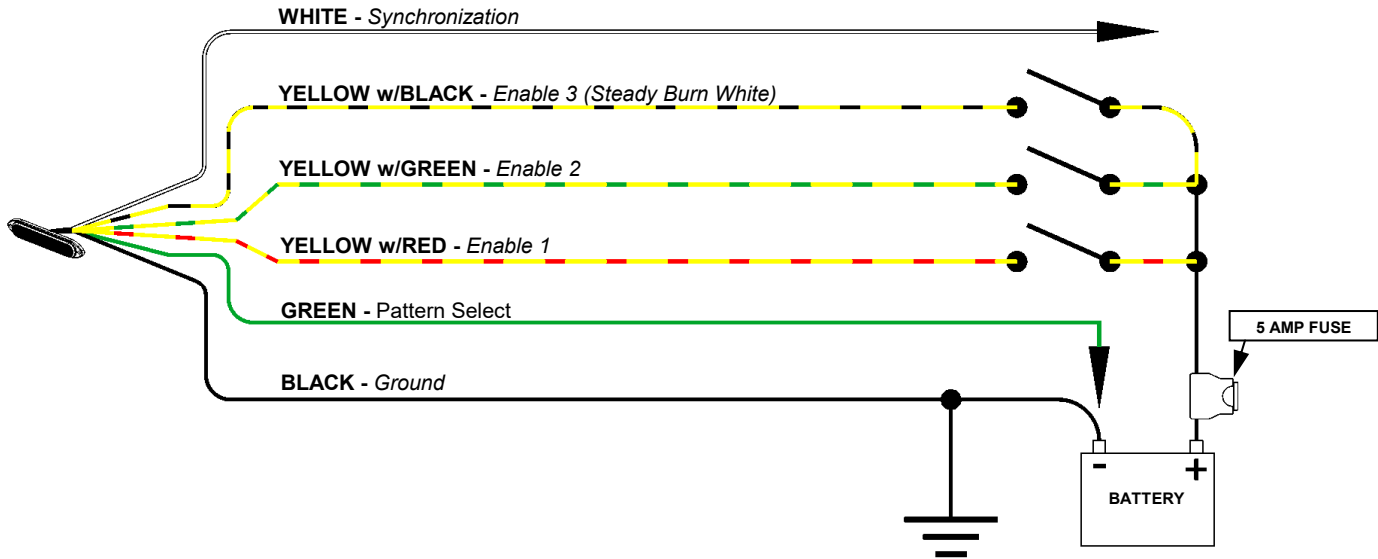 WHITE - Synchronization
YELLOW w/BLACK - Enable 3 (Steady Burn White)
YELLOW w/GREEN - Enable 2
YELLOW w/RED - Enable 1
GREEN - Pattern Select
5 AMP FUSE
BLACK - Ground
- +
BATTERY